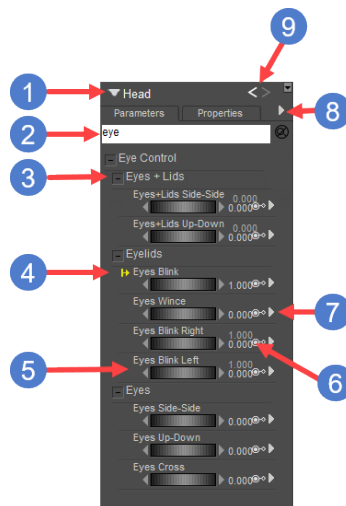 9
1
Head
< >
8
Parameters Properties
2
eye
Eye Control
3
Eyes + Lids
Eyes+Lids Side-Side
0.000
0.000
Eyes+Lids Up-Down
0.000
0.000
Eyelids
4
Eyes Blink
1.000
Eyes Wince
7
0.000
Eyes Blink Right
1.000
0.000
5
Eyes Blink Left
1.000
0.000
6
Eyes
Eyes Side-Side
0.000
Eyes Up-Down
0.000
Eyes Cross
0.000